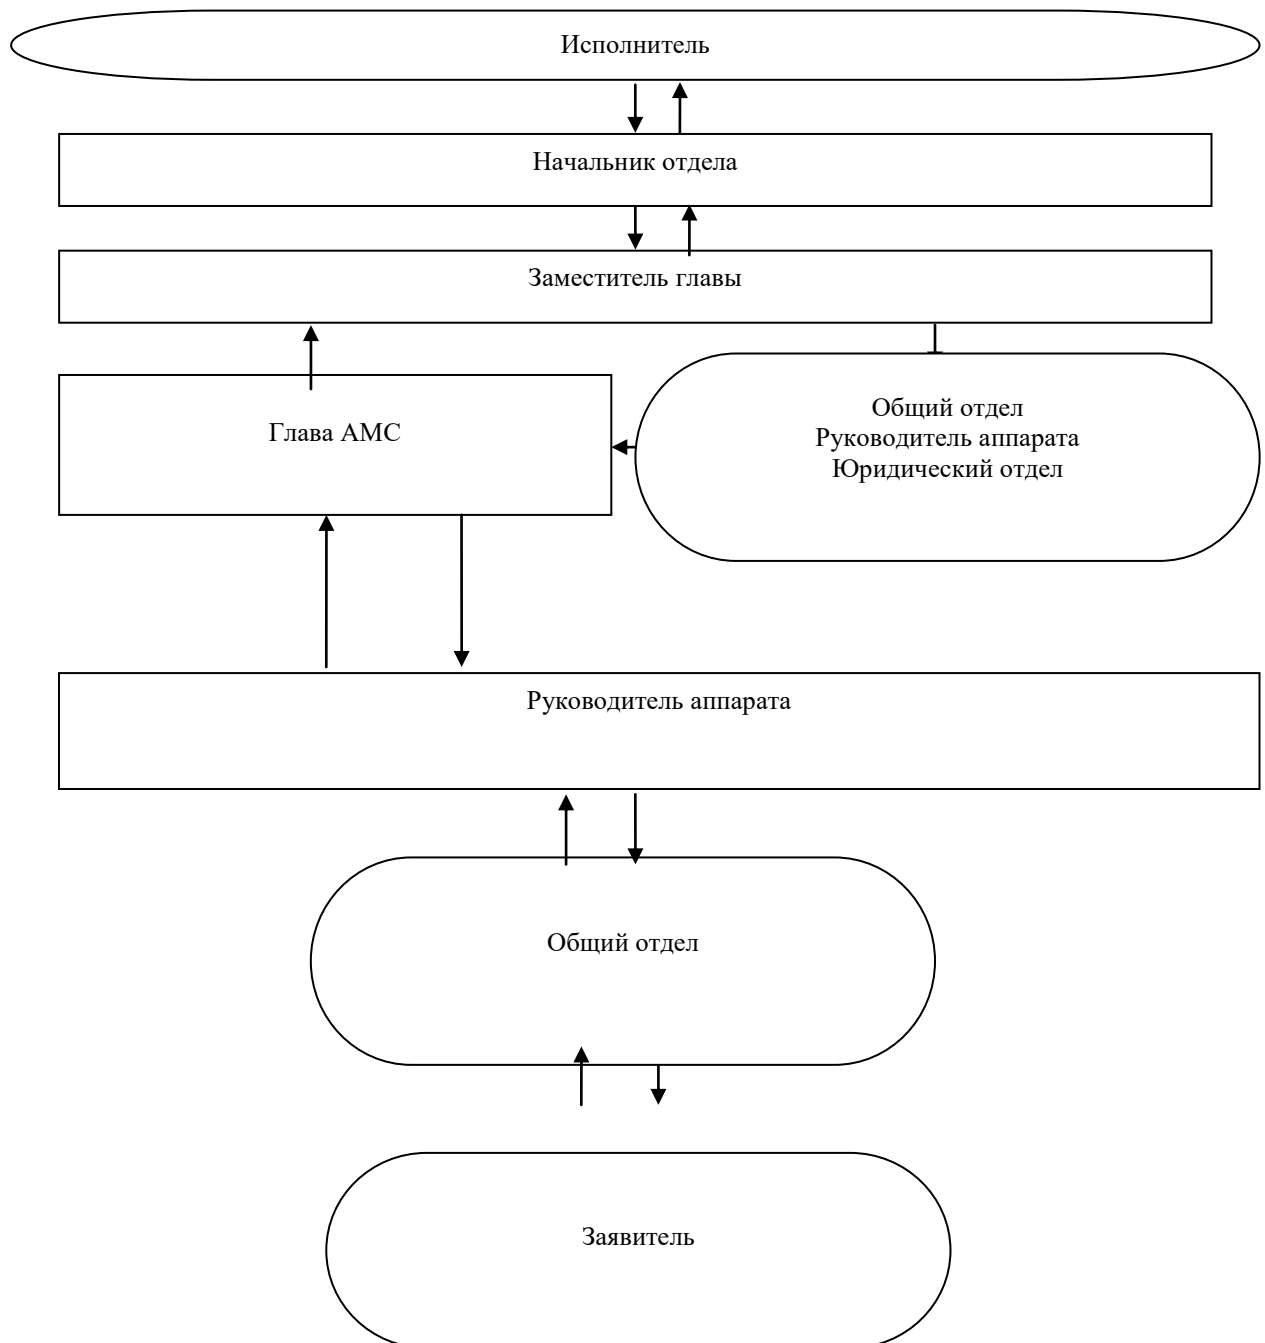 Исполнитель
Начальник отдела
Заместитель главы
Глава АМС
Общий отдел
Руководитель аппарата
Юридический отдел
Руководитель аппарата
Общий отдел
Заявитель